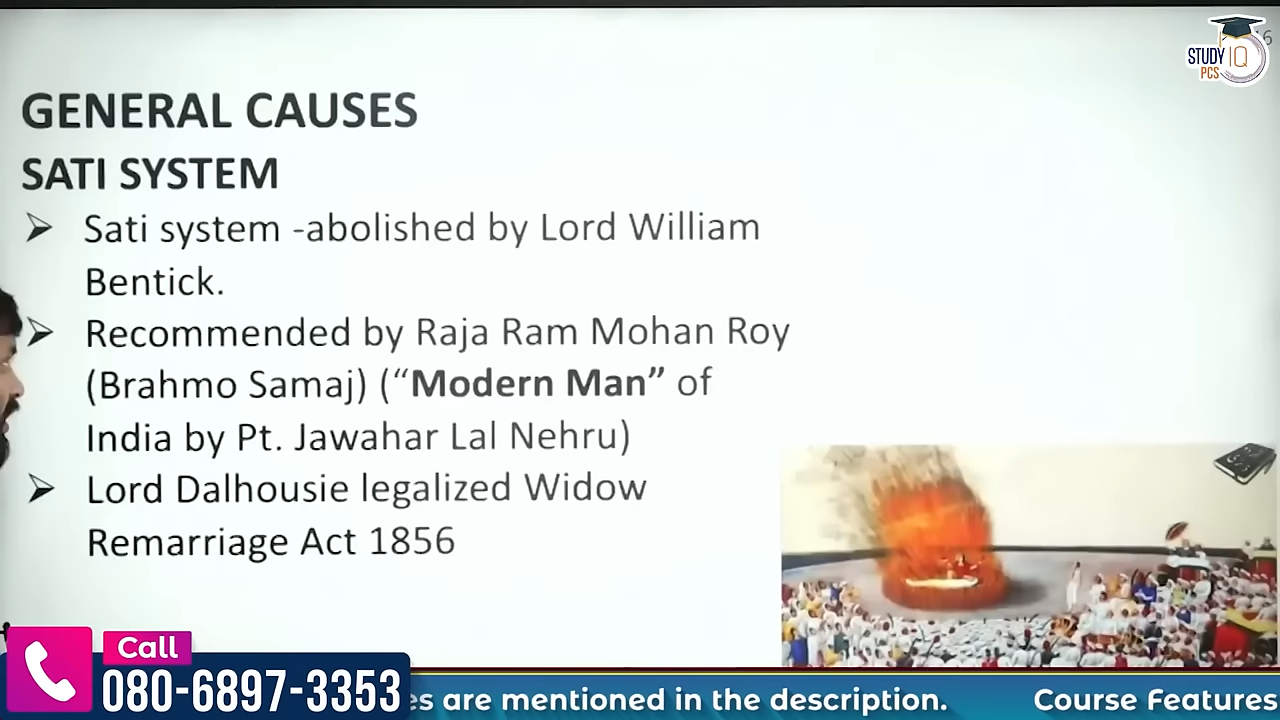 STUDY IQ
PCS
GENERAL CAUSES
SATI SYSTEM
➢ Sati system -abolished by Lord William
Bentick.
➢ Recommended by Raja Ram Mohan Roy
(Brahmo Samaj) (“Modern Man” of
India by Pt. Jawahar Lal Nehru)
➢ Lord Dalhousie legalized Widow
Remarriage Act 1856
Call
080-6897-3353
are mentioned in the description.
Course Features